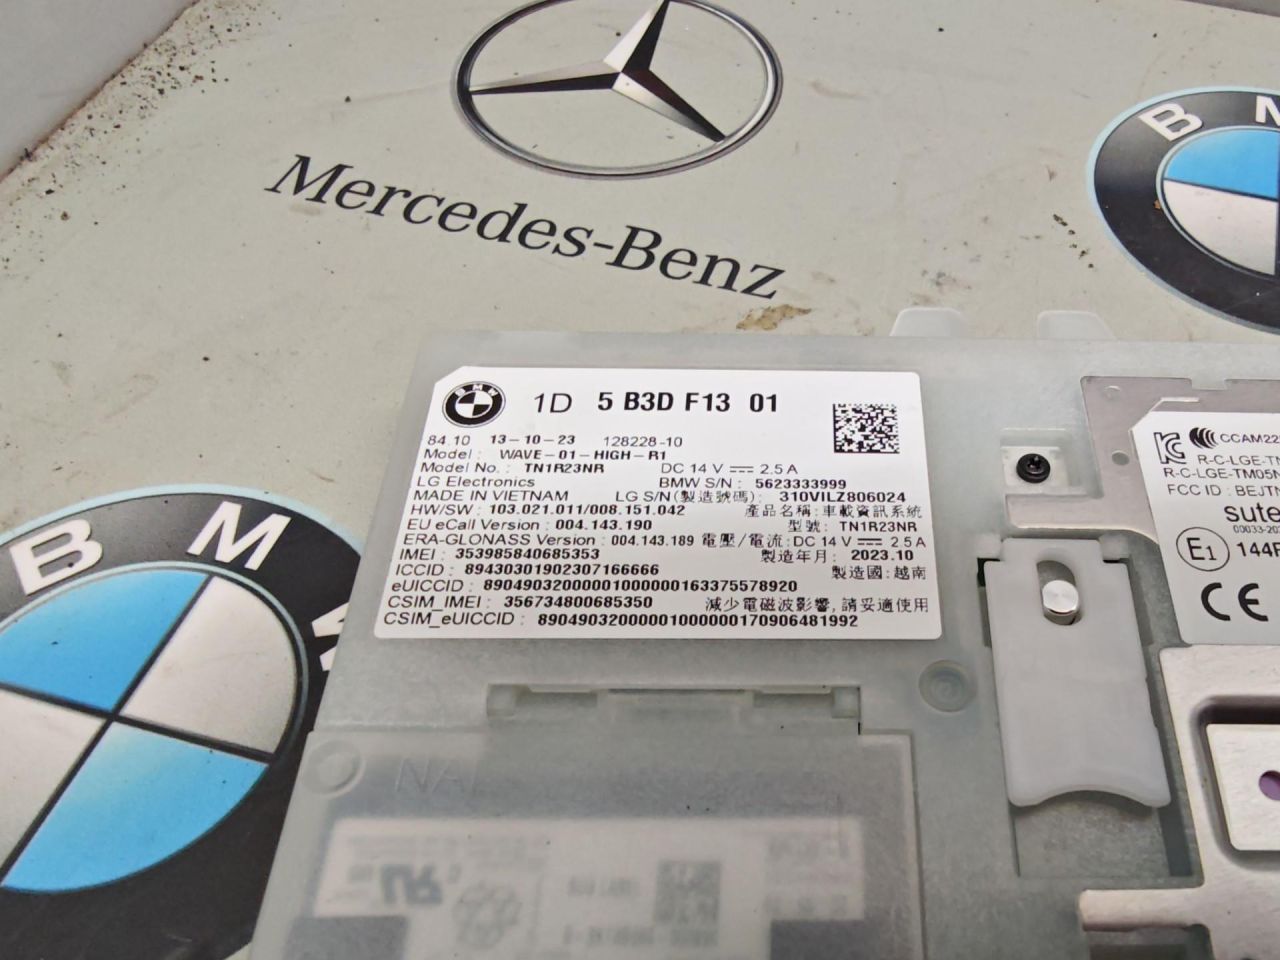 Mercedes-Benz
B M
B M W
1D 5 B3D F13 01
84.10 13-10-23 128228-10
Model: WAVE-01-HIGH-R1
Model No.: TN1R23NR DC 14 V 2.5 A
LG Electronics BMW S/N: 5623333999
MADE IN VIETNAM LG S/N(製造號碼): 310VILZ806024
HW/SW: 103.021.011/008.151.042 產品名稱: 車載資訊系統
EU eCall Version: 004.143.190 型號: TN1R23NR
ERA-GLONASS Version: 004.143.189 電壓/電流: DC 14 V 2.5 A
IMEI: 353985840685353 製造年月: 2023.10
ICCID: 89430301902307166666 製造國: 越南
eUICCID: 89049032000001000000163375578920
CSIM_IMEI: 356734800685350 減少電磁波影響, 請妥適使用
CSIM_eUICCID: 89049032000001000000170906481992
CCAM22
R-C-LGE-TN
R-C-LGE-TM05N
FCC ID: BEJTN
sute
E1 144R
CE
B M
NAI